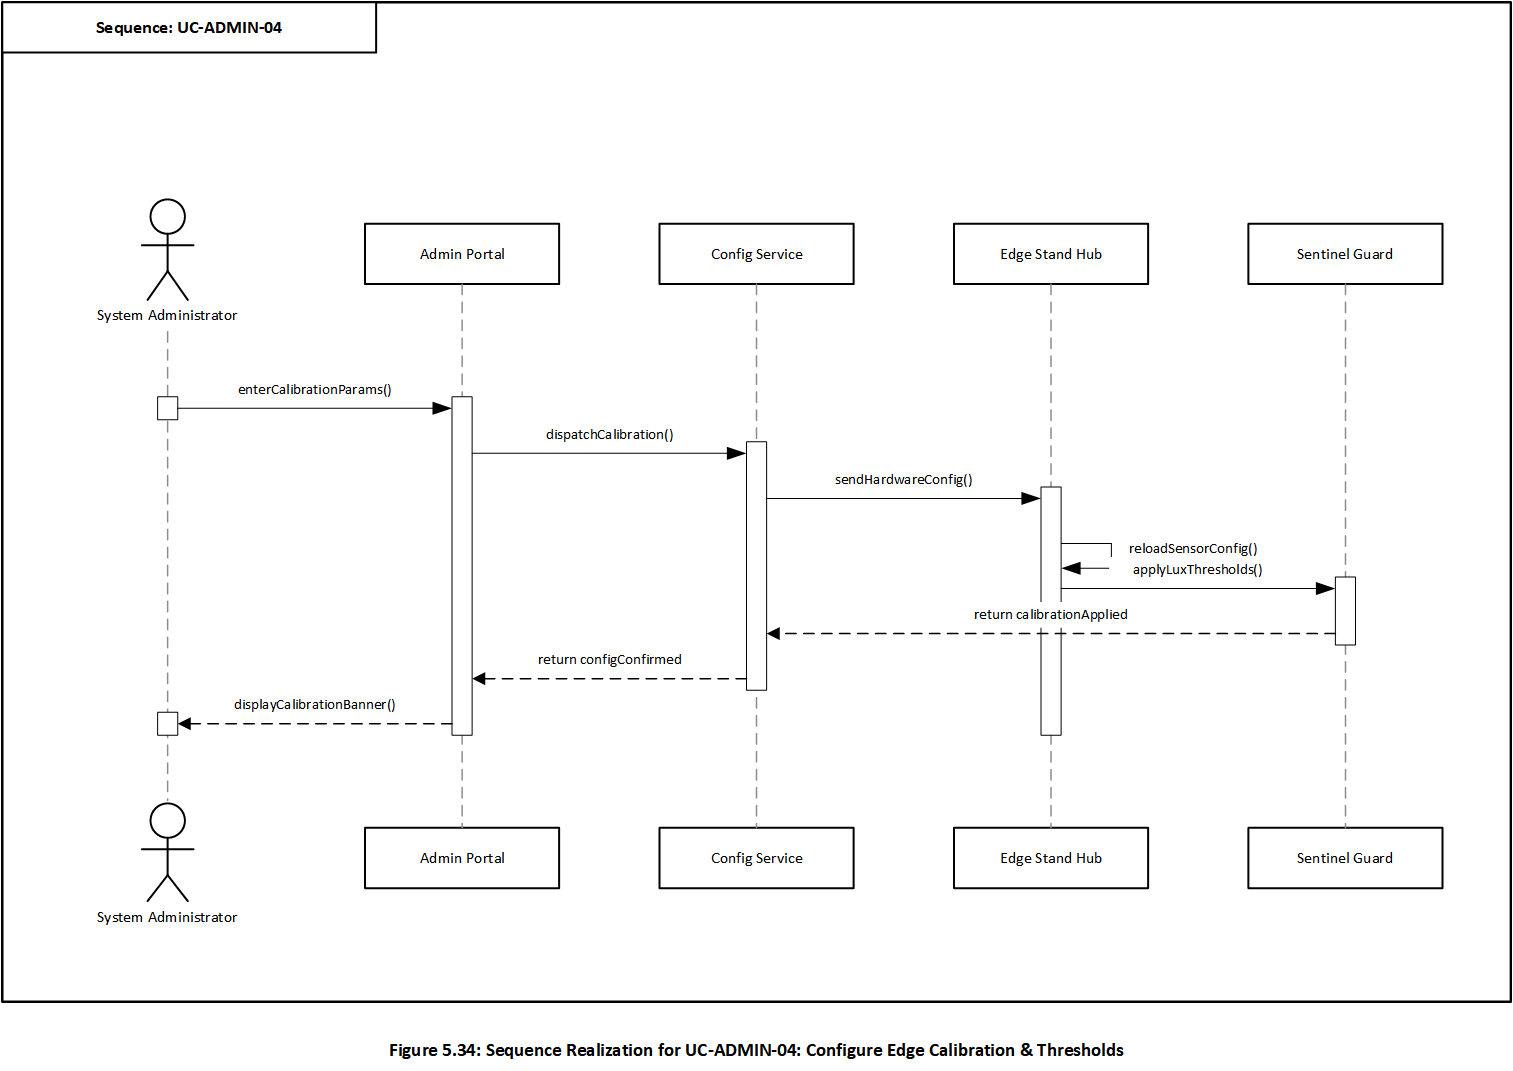 Sequence: UC-ADMIN-04
System Administrator
Admin Portal
Config Service
Edge Stand Hub
Sentinel Guard
enterCalibrationParams()
dispatchCalibration()
sendHardwareConfig()
reloadSensorConfig()
applyLuxThresholds()
return calibrationApplied
return configConfirmed
displayCalibrationBanner()
System Administrator
Admin Portal
Config Service
Edge Stand Hub
Sentinel Guard
Figure 5.34: Sequence Realization for UC-ADMIN-04: Configure Edge Calibration & Thresholds